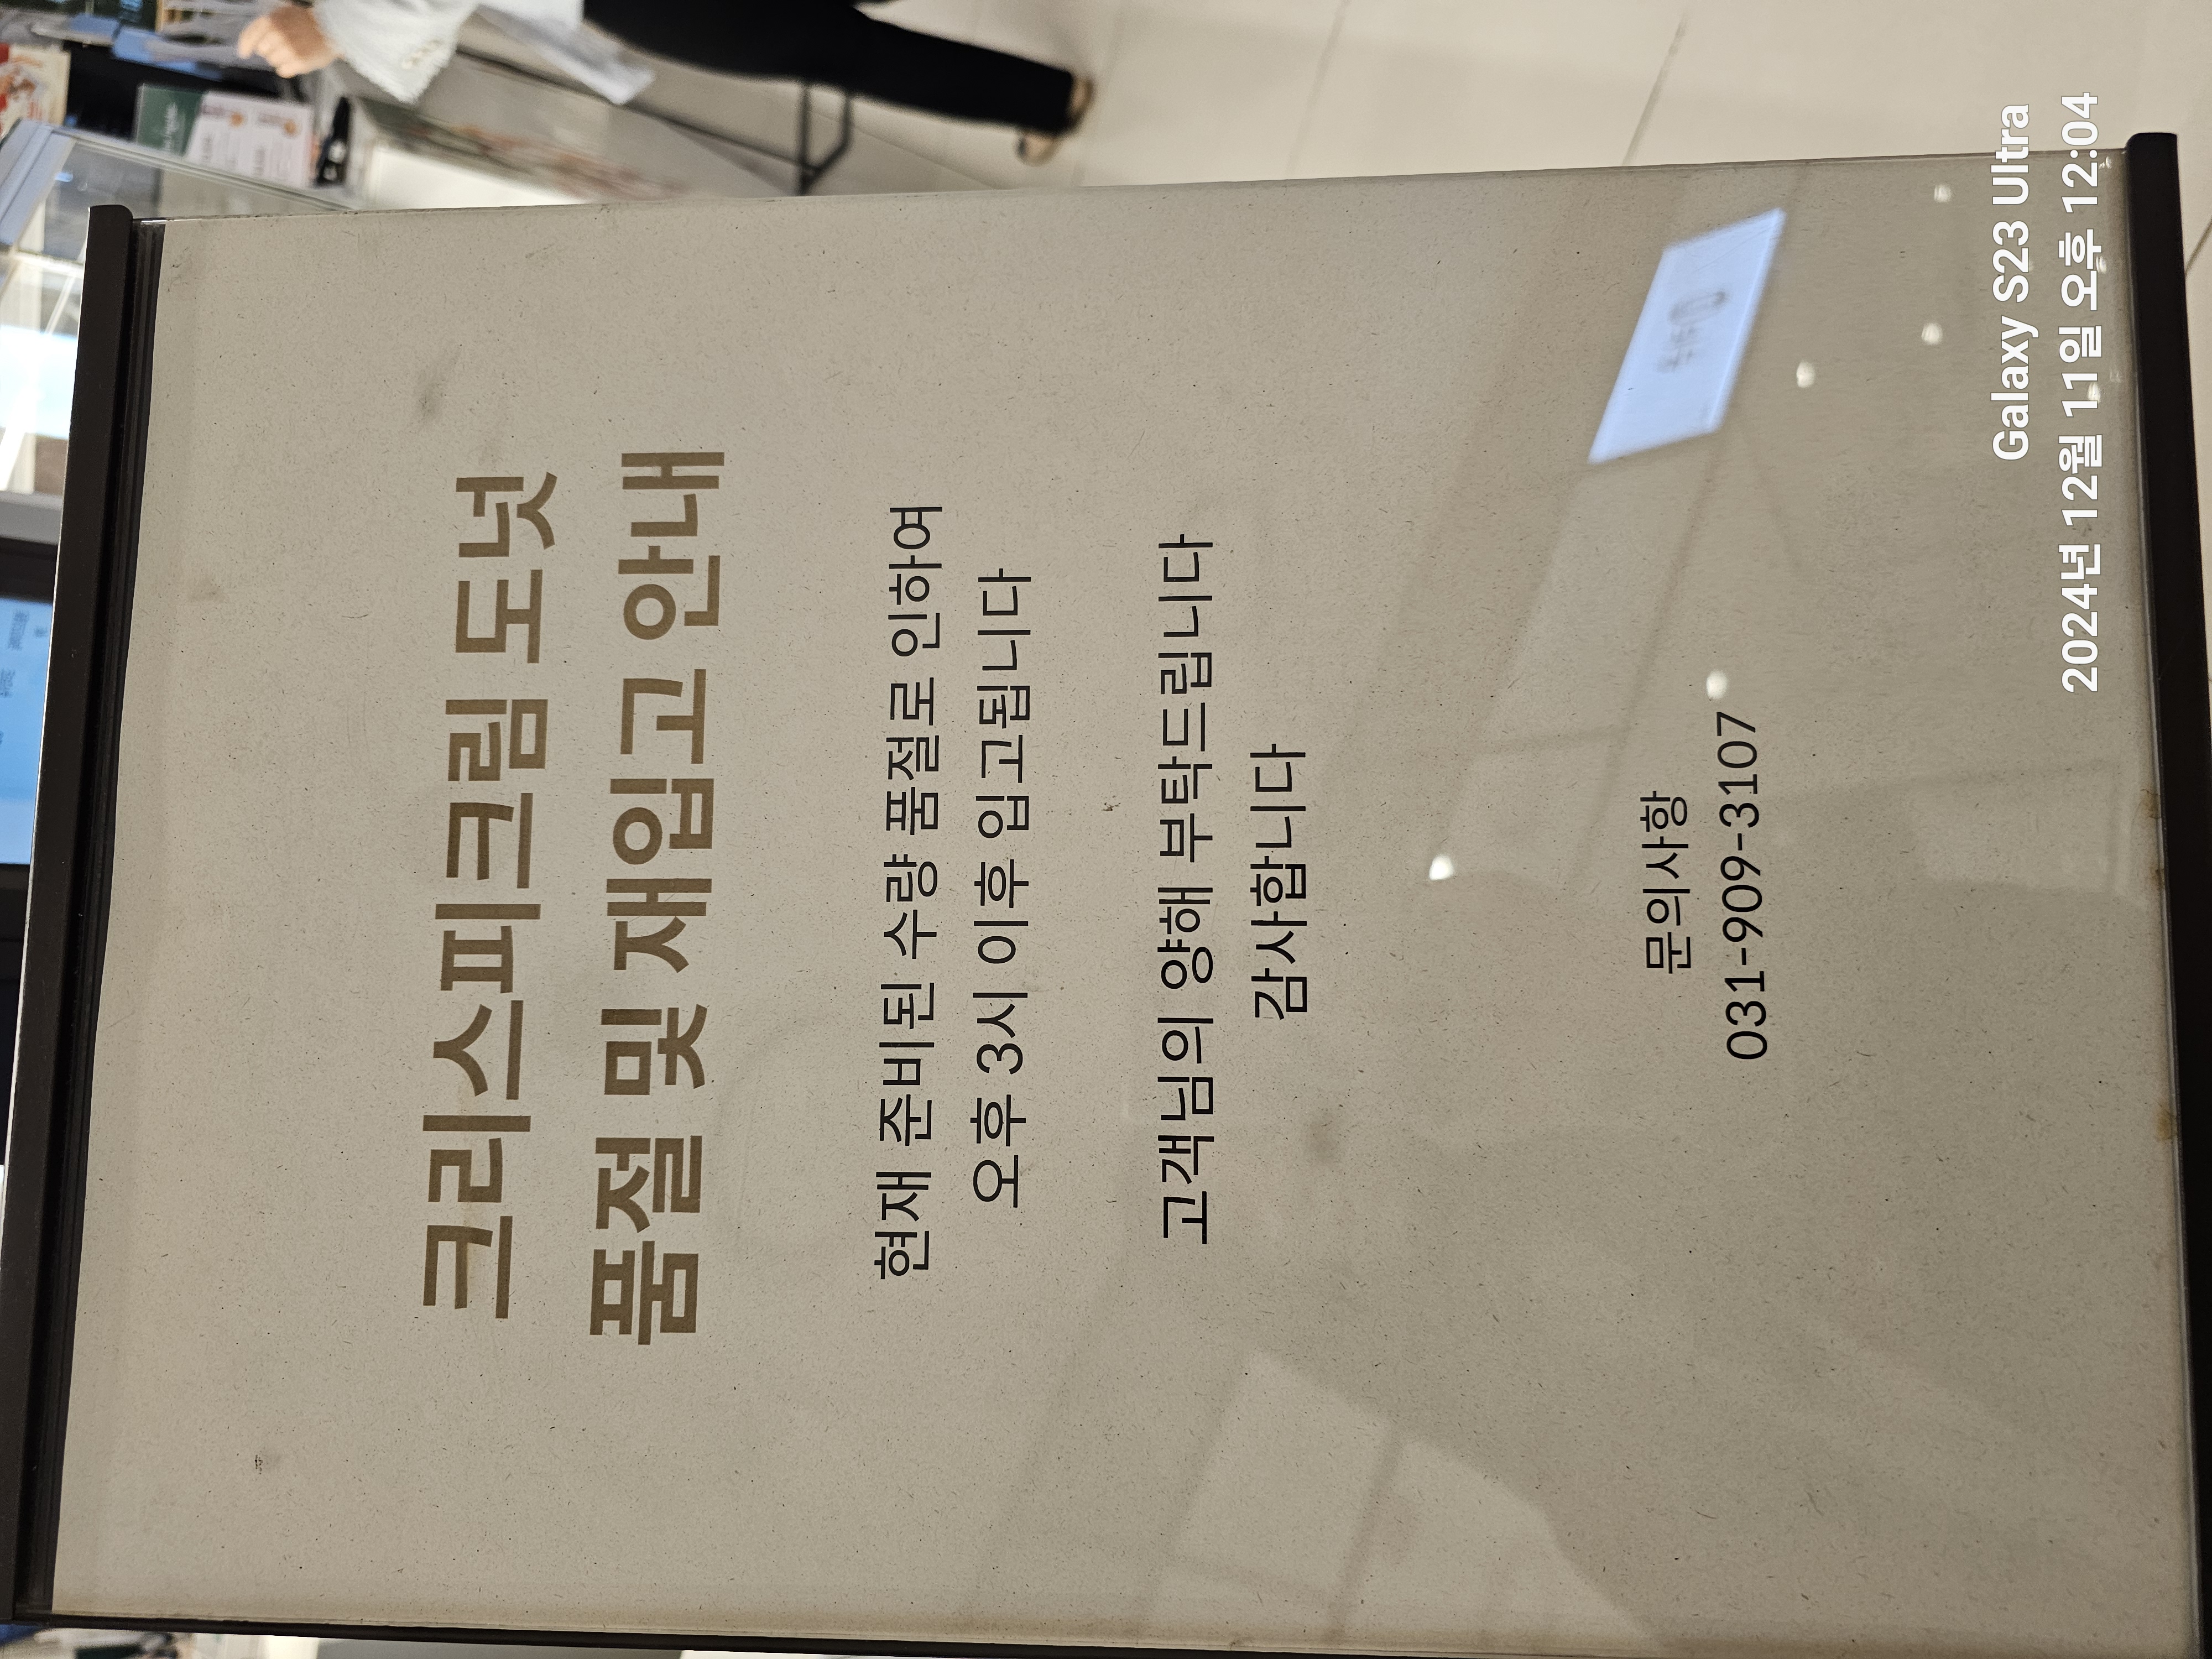 크리스피크림 도넛
품절 및 재입고 안내
현재 준비된 수량 품절로 인하여
오후 3시 이후 입고됩니다
고객님의 양해 부탁드립니다
감사합니다
문의사항
031-909-3107
Galaxy S23 Ultra
2024년 12월 11일 오후 12:04